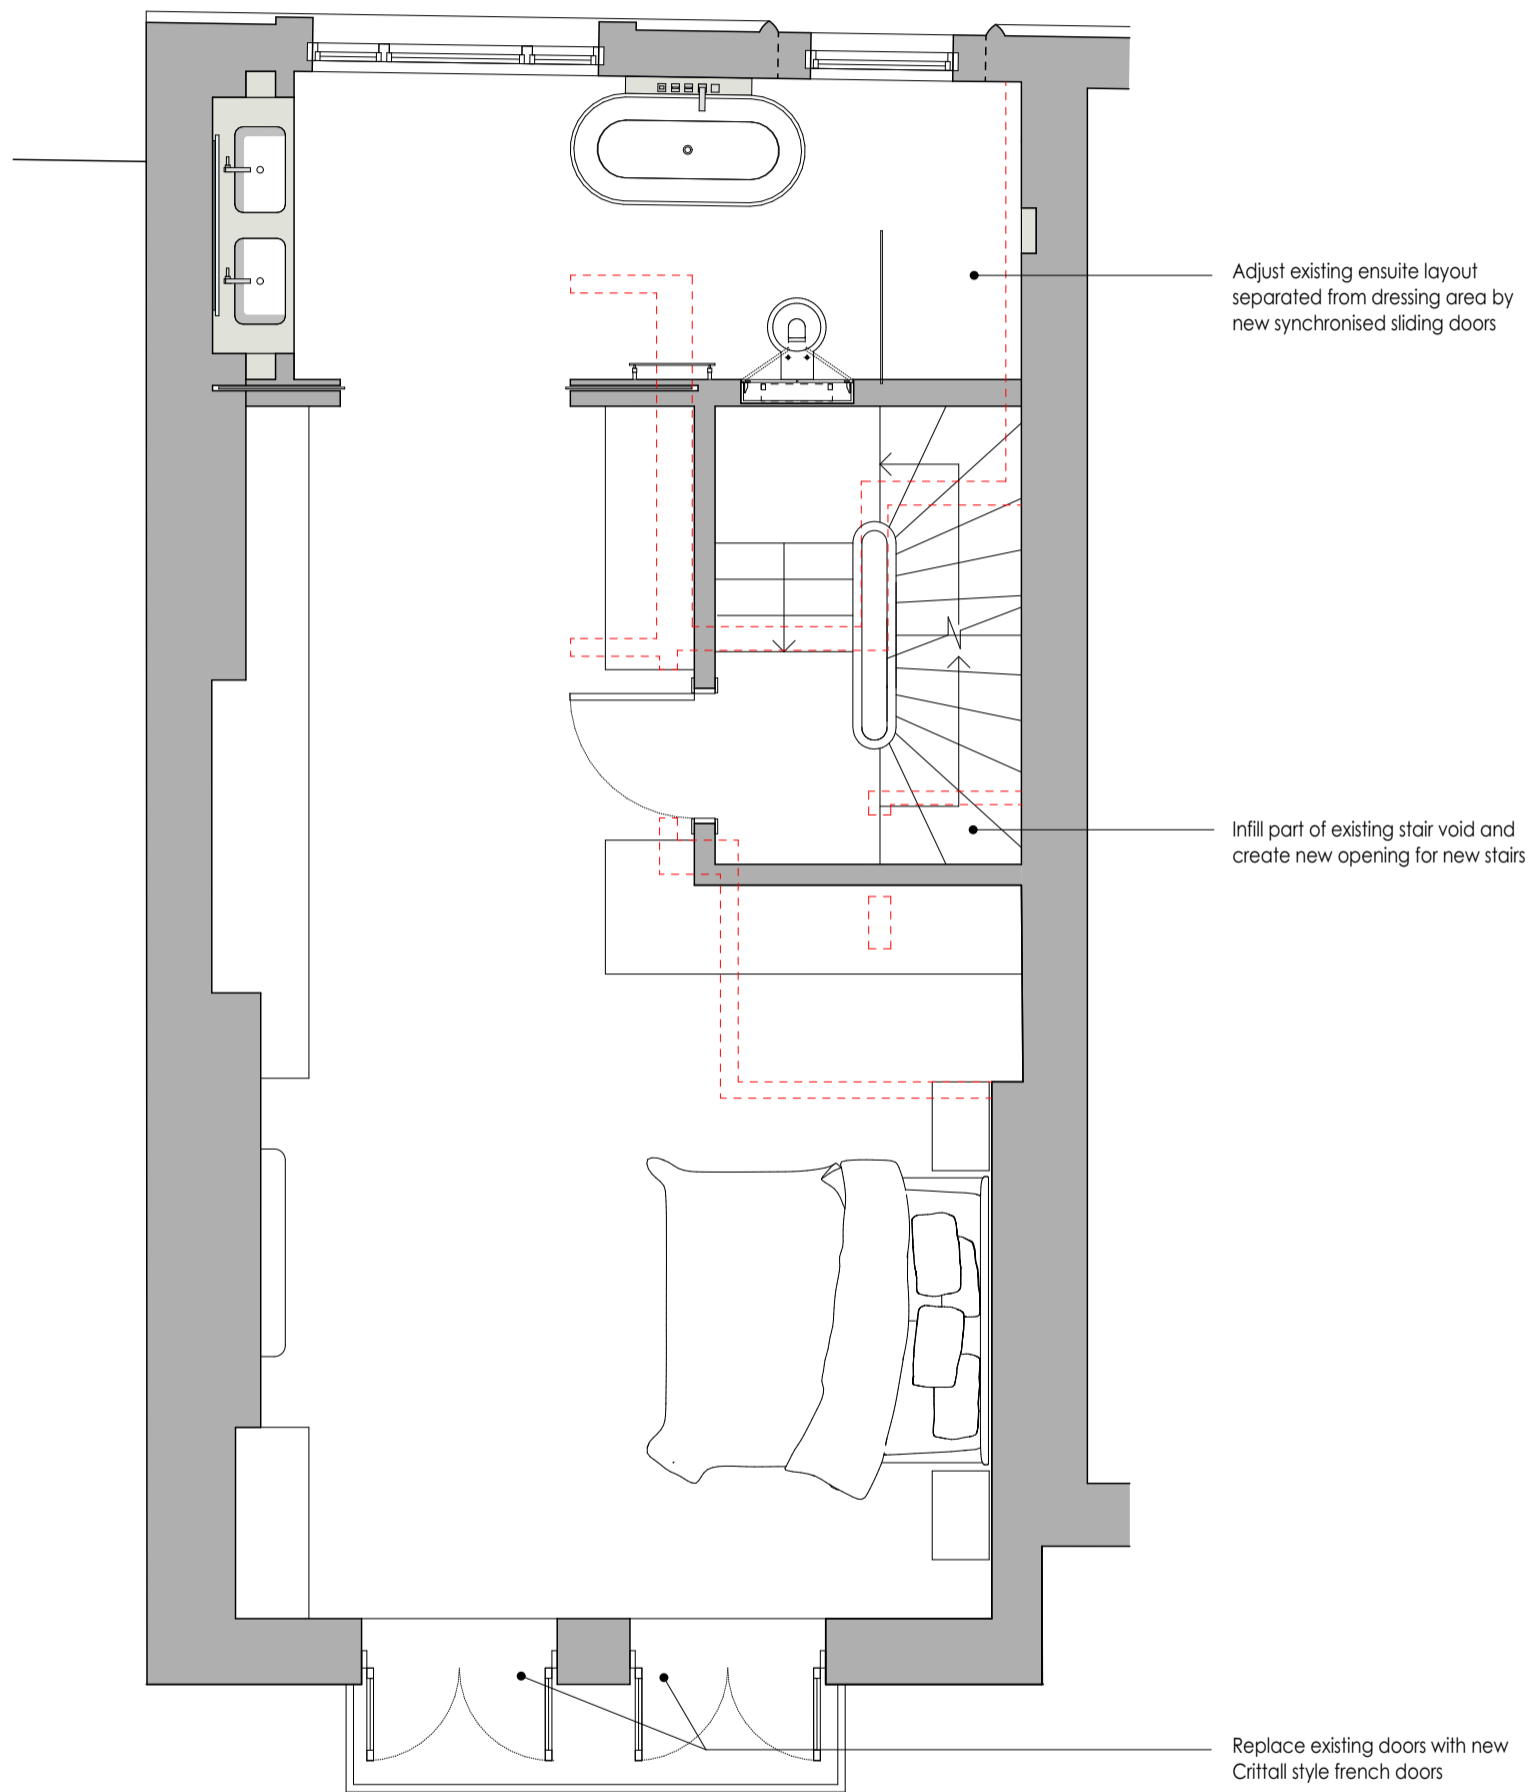 Adjust existing ensuite layout
separated from dressing area by
new synchronised sliding doors
Infill part of existing stair void and
create new opening for new stairs
Replace existing doors with new
Crittall style french doors